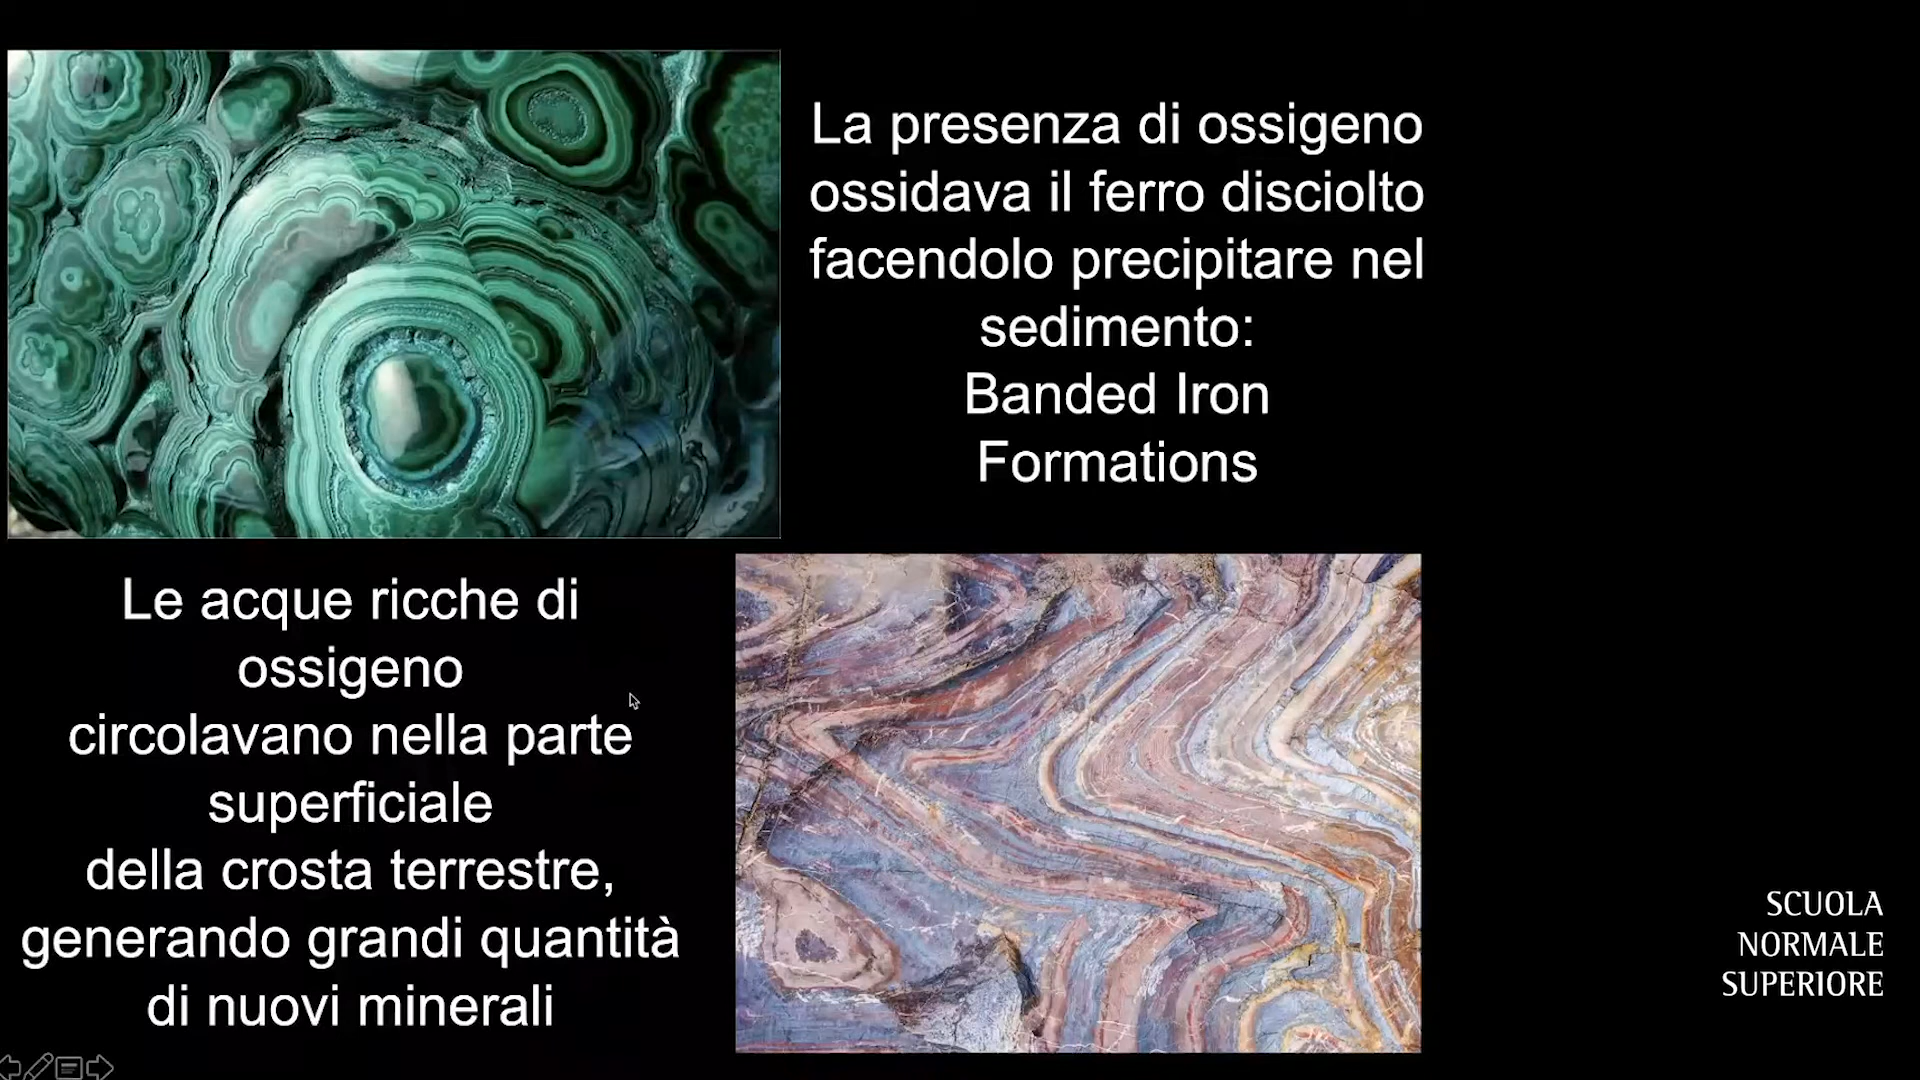 La presenza di ossigeno
ossidava il ferro disciolto
facendolo precipitare nel
sedimento:
Banded Iron
Formations
Le acque ricche di
ossigeno
circolavano nella parte
superficiale
della crosta terrestre,
generando grandi quantità
di nuovi minerali
SCUOLA
NORMALE
SUPERIORE